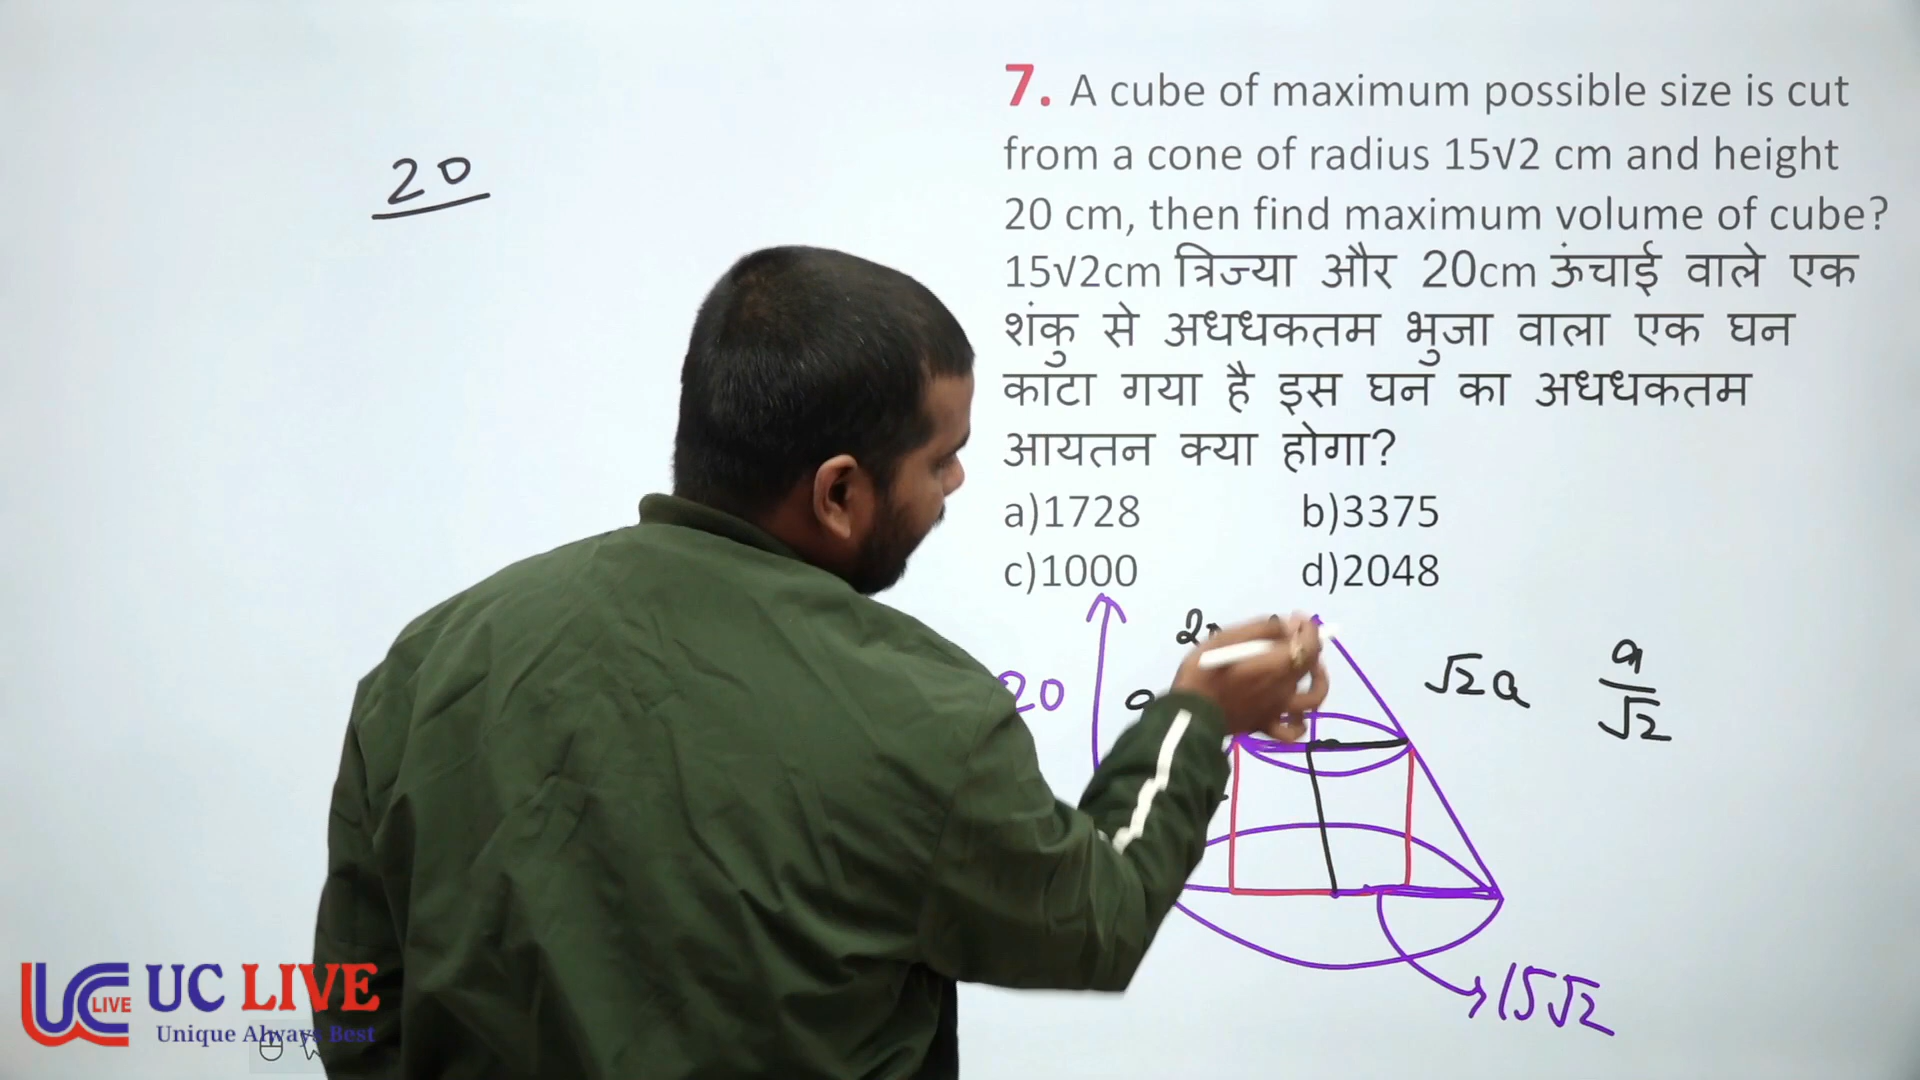 20
7. A cube of maximum possible size is cut
from a cone of radius 15√2 cm and height
20 cm, then find maximum volume of cube?
15√2cm त्रिज्या और 20cm ऊंचाई वाले एक
शंकु से अधधकतम भुजा वाला एक घन
काटा गया है इस घन का अधधकतम
आयतन क्या होगा?
a)1728 b)3375
c)1000 d)2048
20
√2a
a/√2
15√2
UC LIVE
LIVE
Unique Always Best